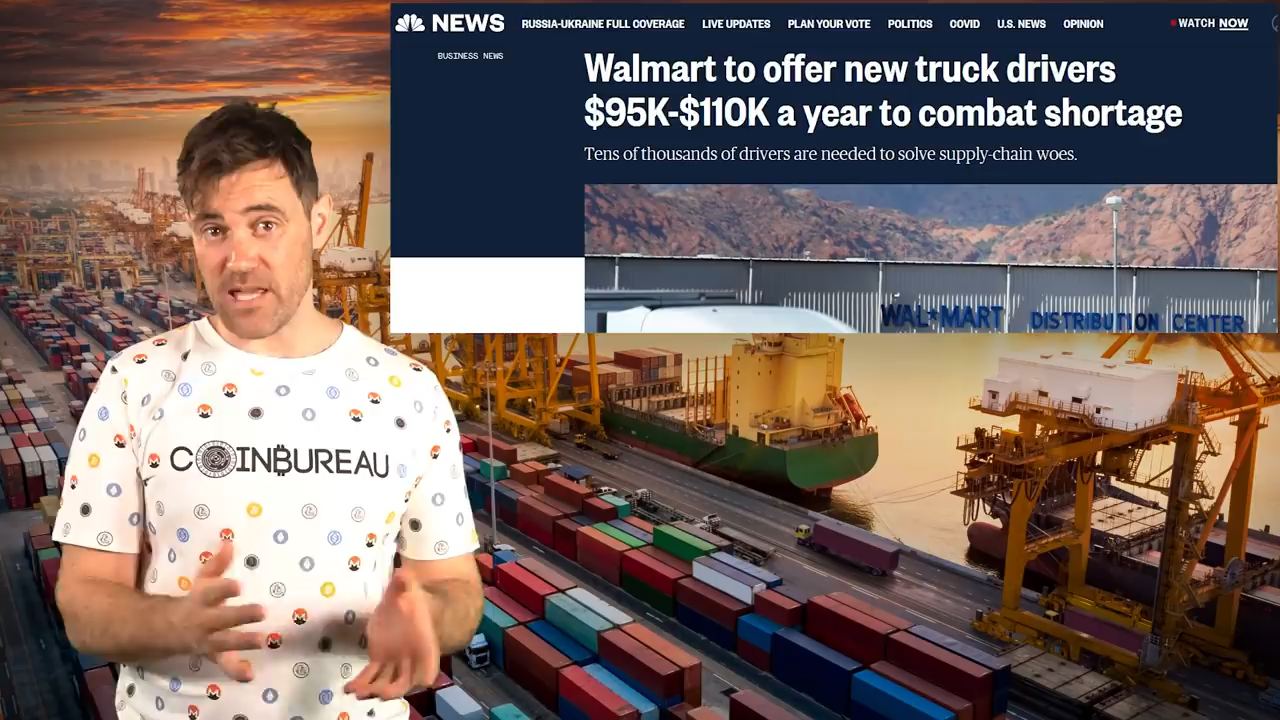 NEWS
RUSSIA-UKRAINE FULL COVERAGE LIVE UPDATES PLAN YOUR VOTE POLITICS COVID U.S. NEWS OPINION WATCH NOW
BUSINESS NEWS
Walmart to offer new truck drivers
$95K-$110K a year to combat shortage
Tens of thousands of drivers are needed to solve supply-chain woes.
WAL★MART DISTRIBUTION CENTER
COINBUREAU